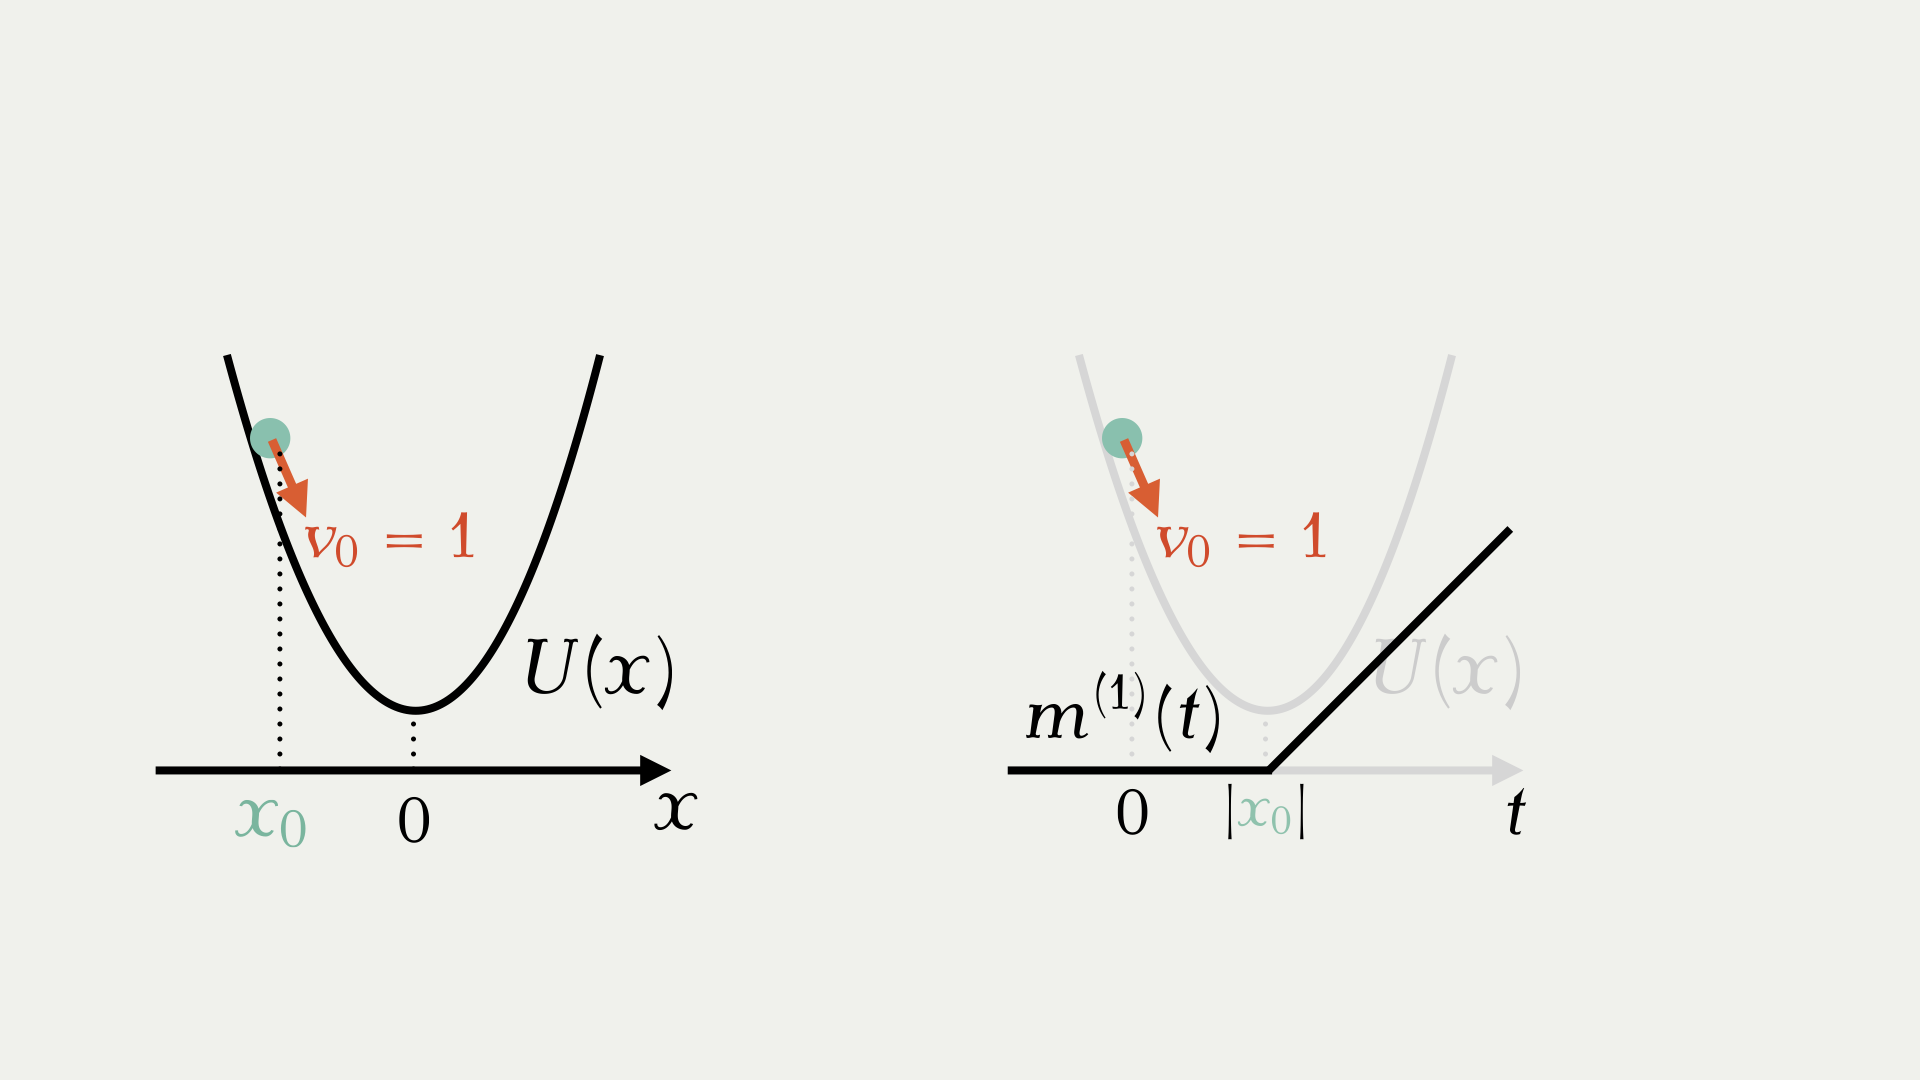 v₀ = 1
U(x)
x₀
0
x
v₀ = 1
U(x)
m⁽¹⁾(t)
0
|x₀|
t